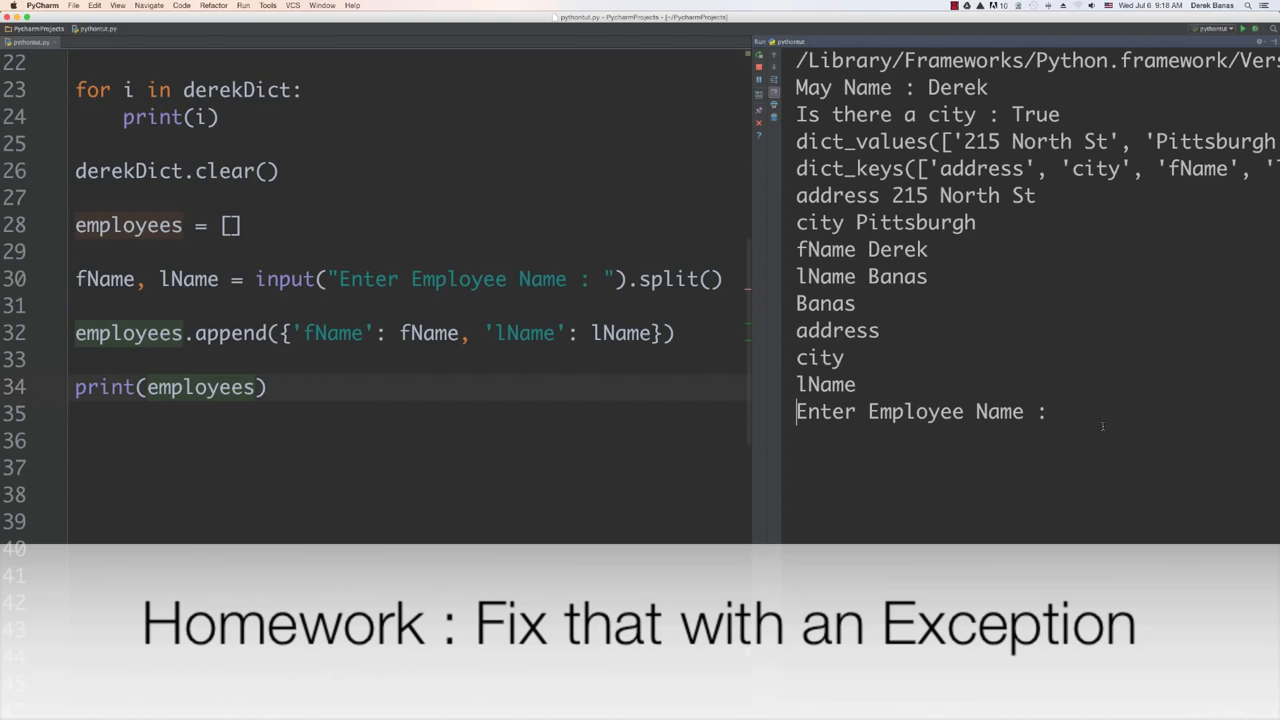 PyCharm File Edit View Navigate Code Refactor Run Tools VCS Window Help 10 Wed Jul 6 9:18 AM Derek Banas
pythontut.py - PycharmProjects - [~/PycharmProjects]
PycharmProjects pythontut.py pythontut
pythontut.py
Run pythontut
22
23 for i in derekDict:
24 print(i)
25
26 derekDict.clear()
27
28 employees = []
29
30 fName, lName = input("Enter Employee Name : ").split()
31
32 employees.append({'fName': fName, 'lName': lName})
33
34 print(employees)
35
36
37
38
39
40
41
42
43
44
45
/Library/Frameworks/Python.framework/Vers
May Name : Derek
Is there a city : True
dict_values(['215 North St', 'Pittsburgh
dict_keys(['address', 'city', 'fName', 'l
address 215 North St
city Pittsburgh
fName Derek
lName Banas
Banas
address
city
lName
Enter Employee Name :
Homework : Fix that with an Exception